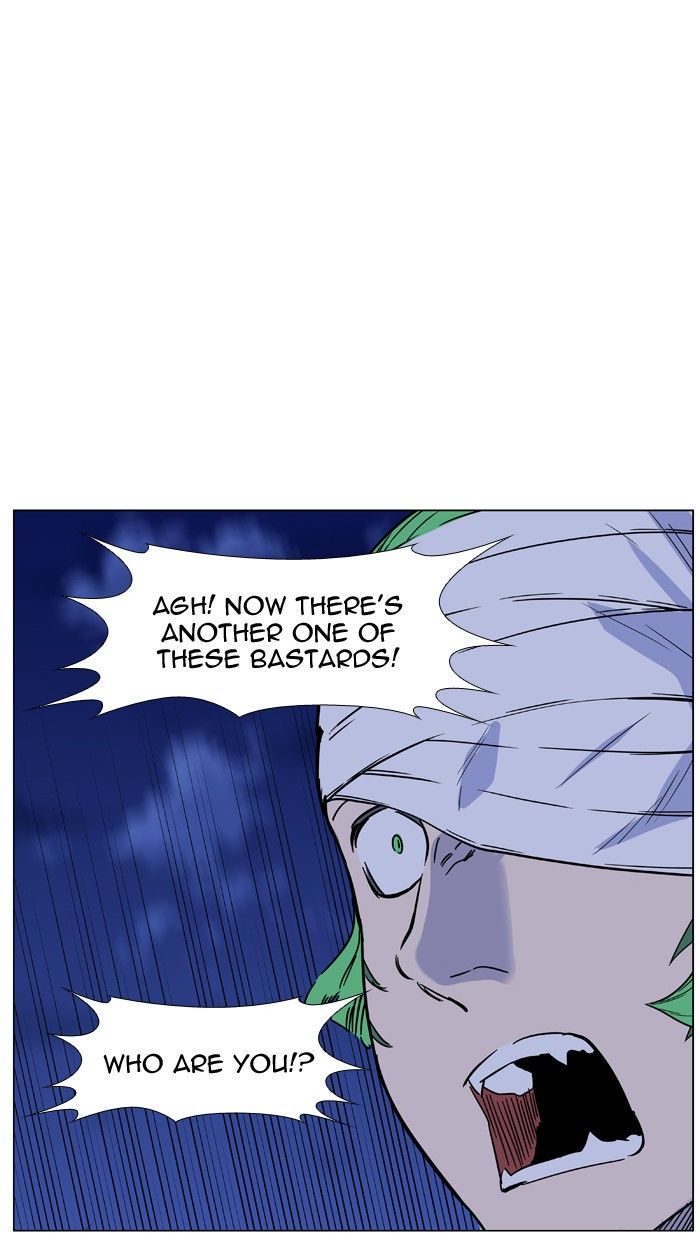 AGH! NOW THERE'S
ANOTHER ONE OF
THESE BASTARDS!
WHO ARE YOU!?